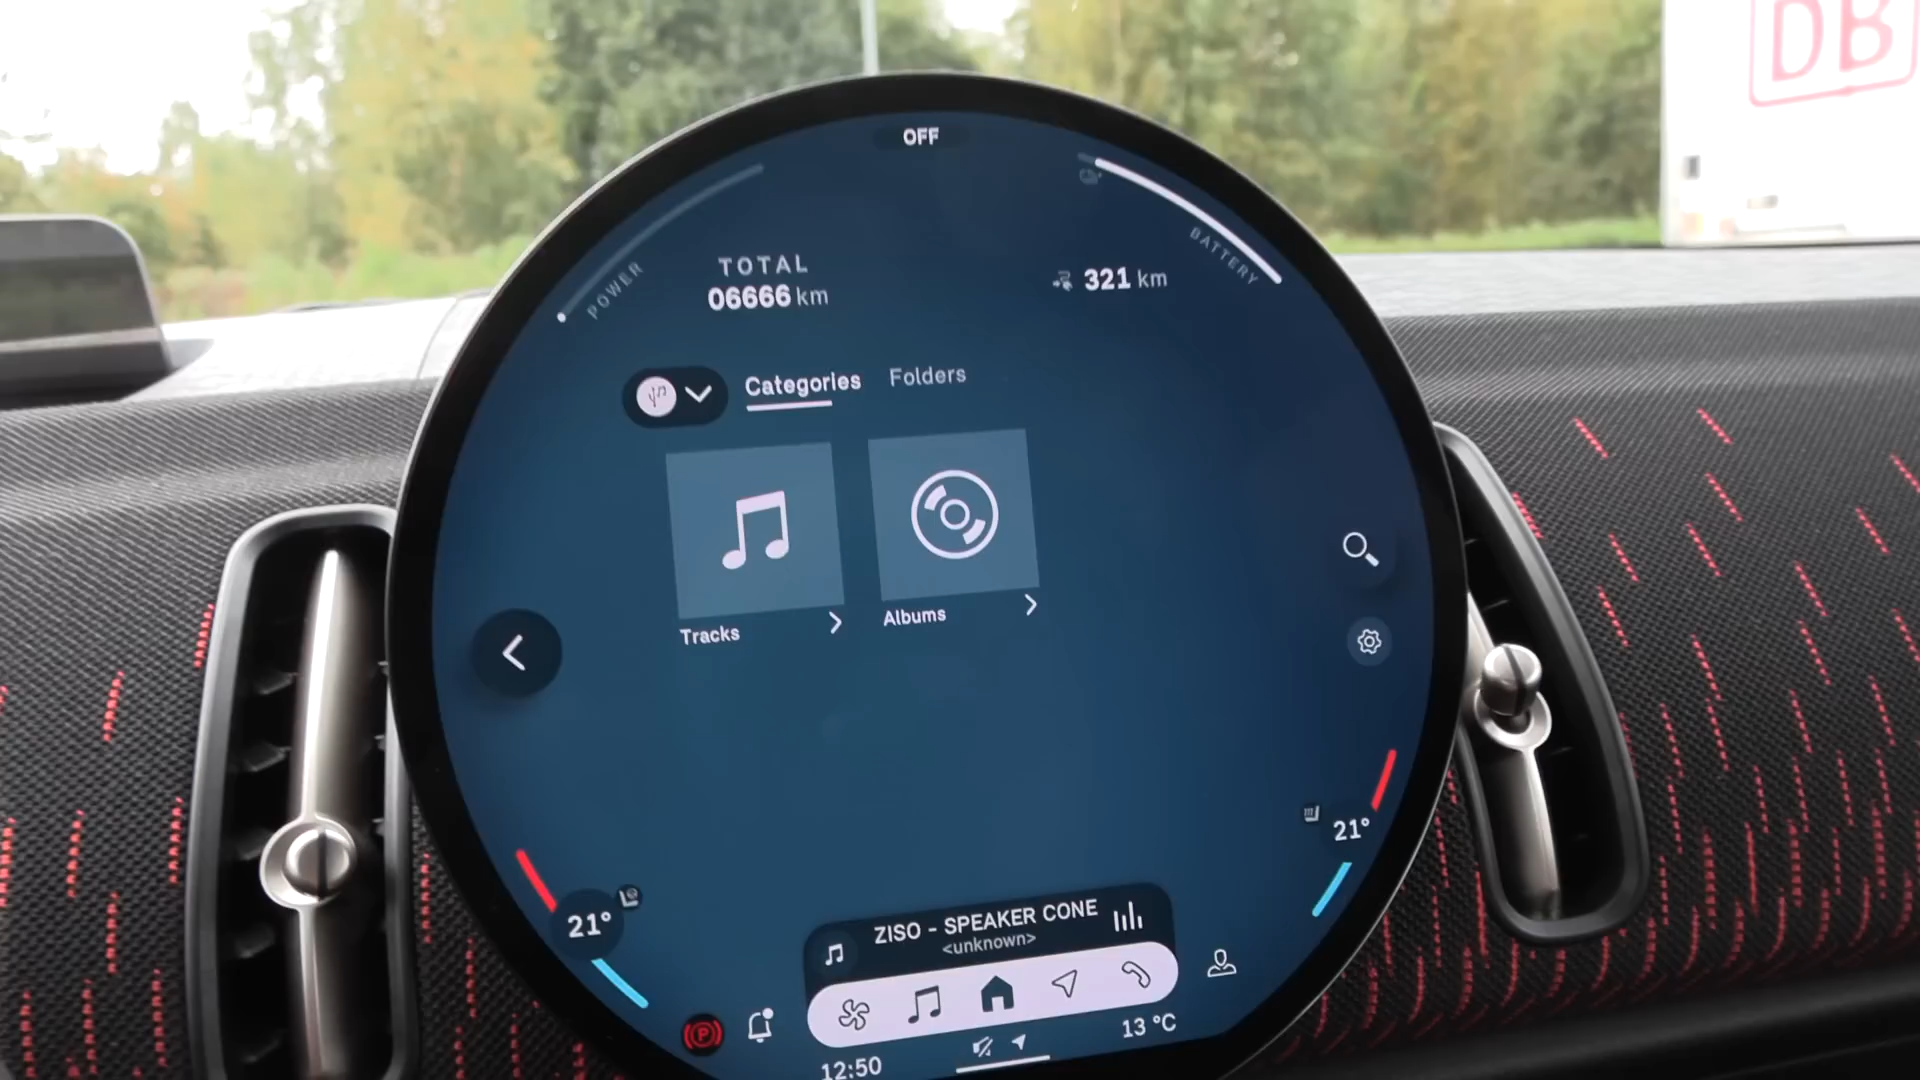 DB
OFF
POWER
TOTAL
06666 km
321 km
BATTERY
Categories
Folders
Tracks
Albums
21°
21°
ZISO - SPEAKER CONE
<unknown>
P
12:50
13 °C